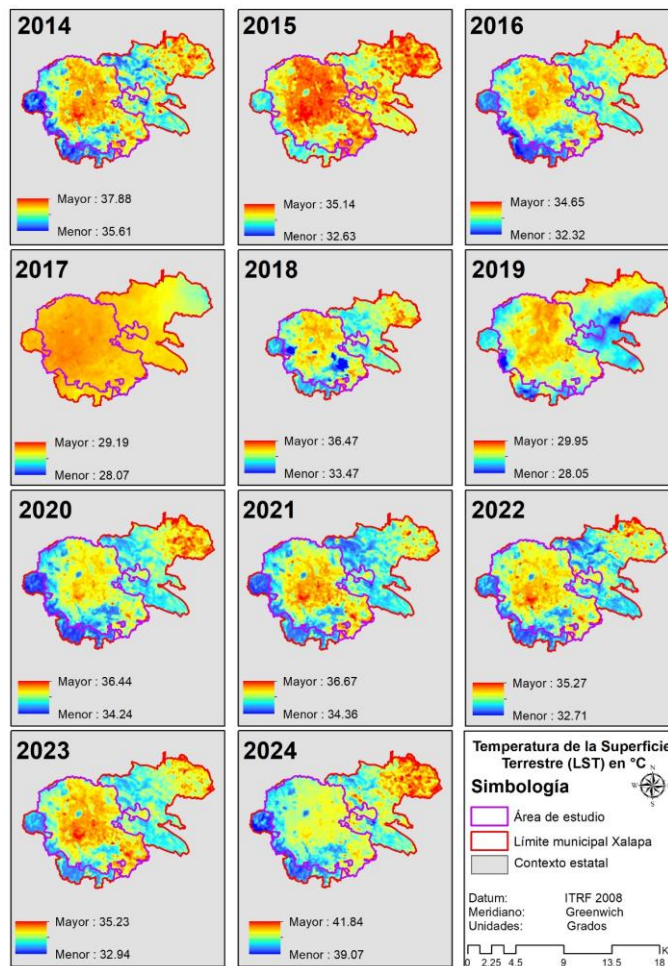 2014
Mayor : 37.88
Menor : 35.61
2015
Mayor : 35.14
Menor : 32.63
2016
Mayor : 34.65
Menor : 32.32
2017
Mayor : 29.19
Menor : 28.07
2018
Mayor : 36.47
Menor : 33.47
2019
Mayor : 29.95
Menor : 28.05
2020
Mayor : 36.44
Menor : 34.24
2021
Mayor : 36.67
Menor : 34.36
2022
Mayor : 35.27
Menor : 32.71
2023
Mayor : 35.23
Menor : 32.94
2024
Mayor : 41.84
Menor : 39.07
Temperatura de la Superficie
Terrestre (LST) en °C
Simbología
N
W
S
Área de estudio
Límite municipal Xalapa
Contexto estatal
Datum: ITRF 2008
Meridiano: Greenwich
Unidades: Grados
0 2.25 4.5 9 13.5 18